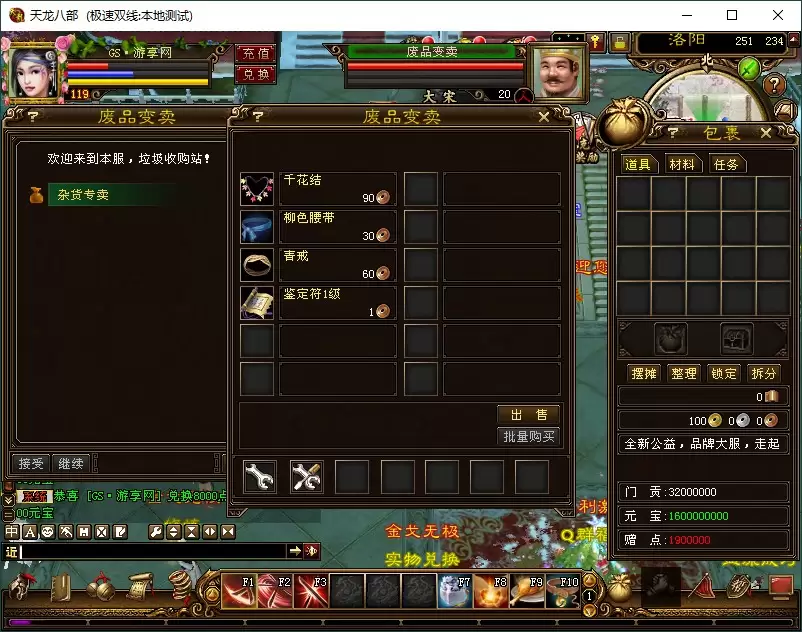 天龙八部 (极速双线:本地测试)
GS·游享网
充值
兑换
119
废品变卖
大宋
20
洛阳
251 234
北
废品变卖
欢迎来到本服，垃圾收购站！
杂货专卖
接受
继续
废品变卖
千花结
90
柳色腰带
30
青戒
60
鉴定符1级
1
出 售
批量购买
包裹
道具
材料
任务
摆摊
整理
锁定
拆分
0
100 0 0
全新公益，品牌大服，走起
门 贡:32000000
元 宝:1600000000
赠 点:1900000
系统 恭喜 [GS·游享网] 兑换8000点
00元宝
中 A
近
金戈无极
实物兑换
F1 F2 F3 F7 F8 F9 F10
1